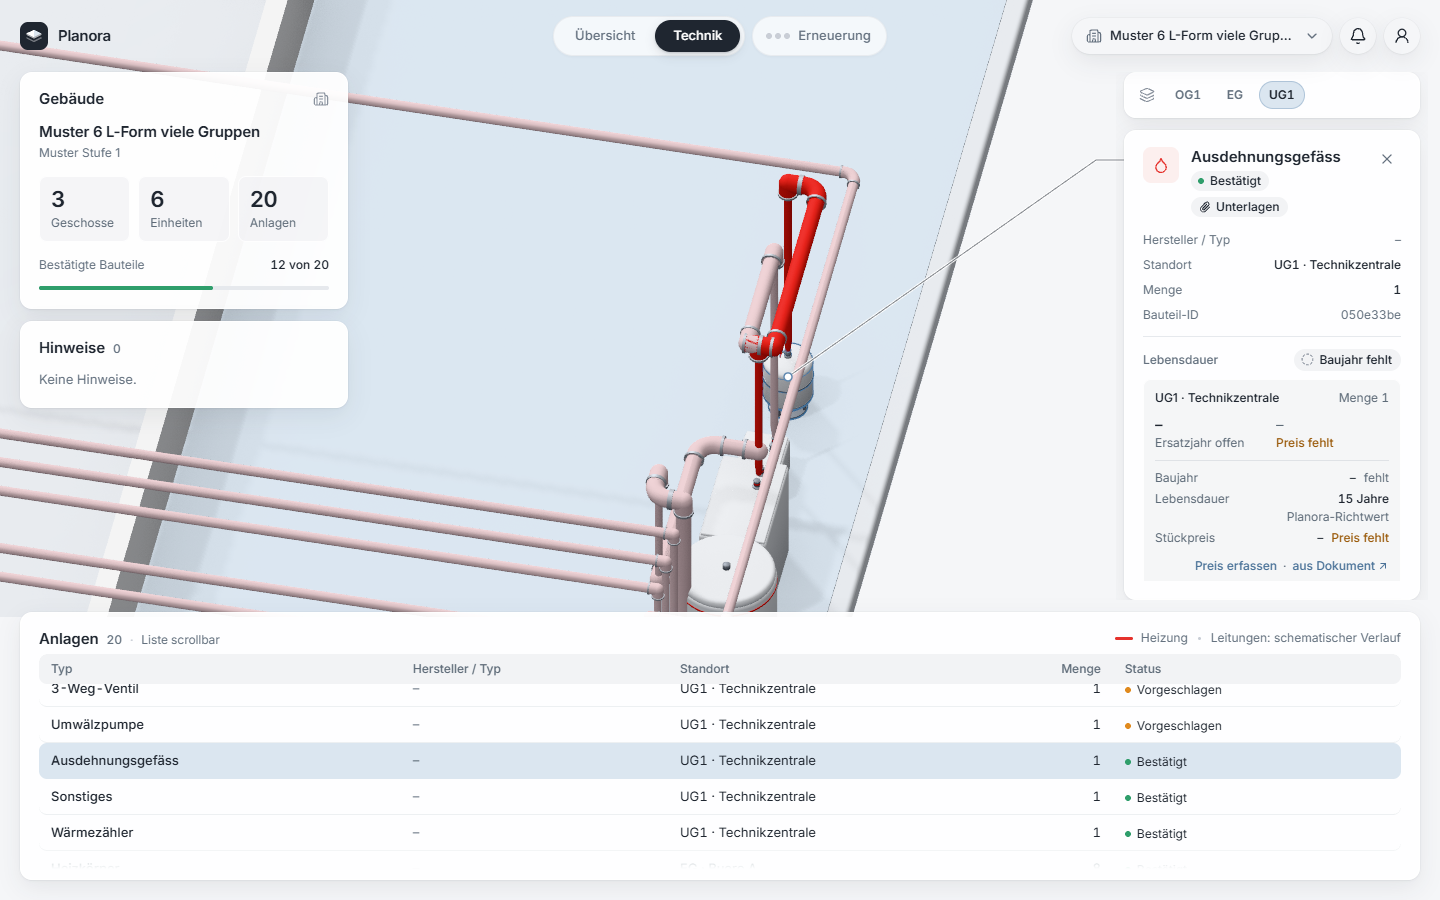 Planora
Übersicht
Technik
Erneuerung
Muster 6 L-Form viele Grup...
Gebäude
Muster 6 L-Form viele Gruppen
Muster Stufe 1
3
Geschosse
6
Einheiten
20
Anlagen
Bestätigte Bauteile
12 von 20
Hinweise 0
Keine Hinweise.
OG1
EG
UG1
Ausdehnungsgefäss
Bestätigt
Unterlagen
Hersteller / Typ –
Standort UG1 · Technikzentrale
Menge 1
Bauteil-ID 050e33be
Lebensdauer Baujahr fehlt
UG1 · Technikzentrale Menge 1
– –
Ersatzjahr offen Preis fehlt
Baujahr – fehlt
Lebensdauer 15 Jahre
Planora-Richtwert
Stückpreis – Preis fehlt
Preis erfassen · aus Dokument ↗
Anlagen 20 · Liste scrollbar
Heizung • Leitungen: schematischer Verlauf
Typ Hersteller / Typ Standort Menge Status
3-Weg-Ventil – UG1 · Technikzentrale 1 Vorgeschlagen
Umwälzpumpe – UG1 · Technikzentrale 1 Vorgeschlagen
Ausdehnungsgefäss – UG1 · Technikzentrale 1 Bestätigt
Sonstiges – UG1 · Technikzentrale 1 Bestätigt
Wärmezähler – UG1 · Technikzentrale 1 Bestätigt